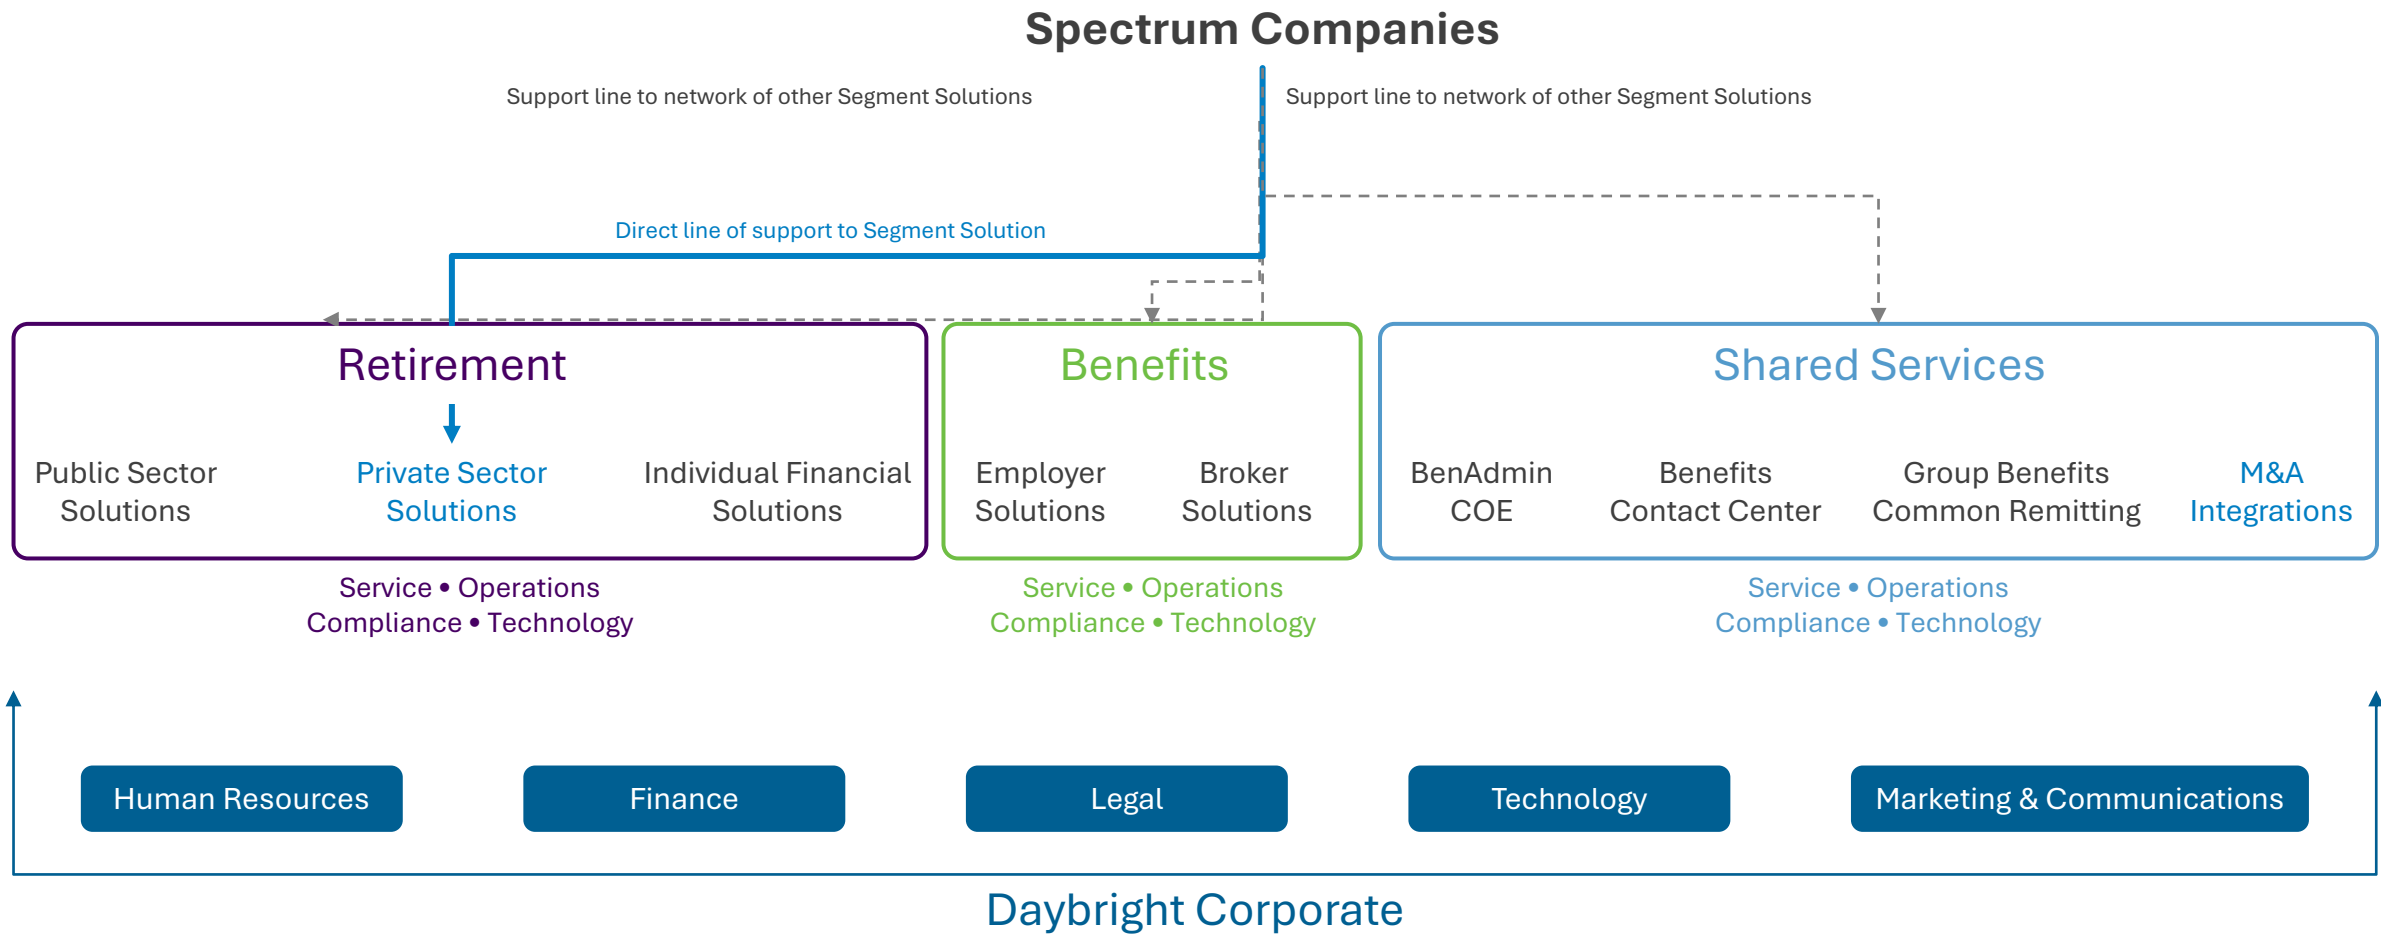 Spectrum Companies
Support line to network of other Segment Solutions
Support line to network of other Segment Solutions
Direct line of support to Segment Solution
Retirement
Public Sector
Solutions
Private Sector
Solutions
Individual Financial
Solutions
Benefits
Employer
Solutions
Broker
Solutions
Shared Services
BenAdmin
COE
Benefits
Contact Center
Group Benefits
Common Remitting
M&A
Integrations
Service • Operations
Compliance • Technology
Service • Operations
Compliance • Technology
Service • Operations
Compliance • Technology
Human Resources
Finance
Legal
Technology
Marketing & Communications
Daybright Corporate